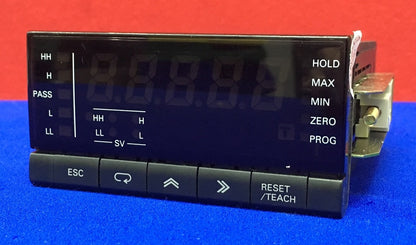 HH
H
PASS
L
LL
HH H
LL L
SV
HOLD
MAX
MIN
ZERO
T
PROG
ESC
RESET
/TEACH